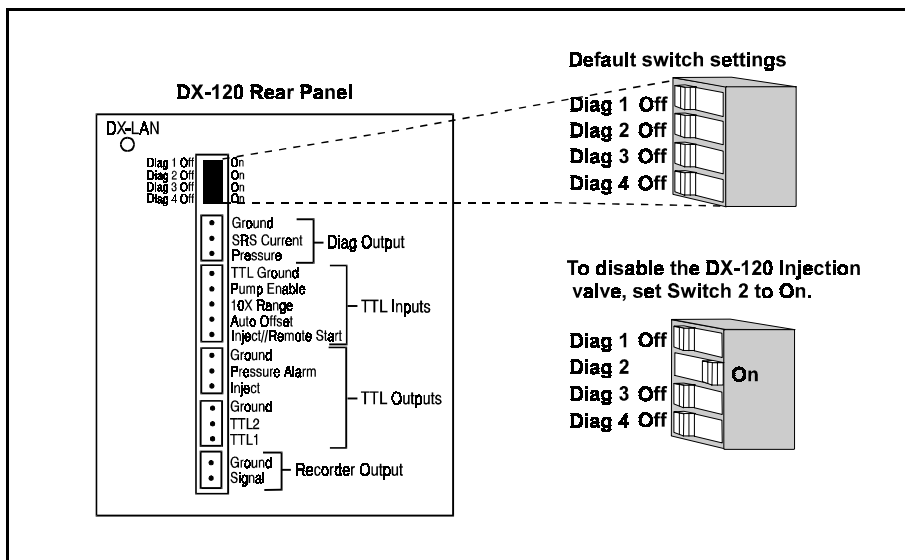 DX-120 Rear Panel
DX-LAN
Diag 1 Off On
Diag 2 Off On
Diag 3 Off On
Diag 4 Off On
Ground
SRS Current
Pressure
Diag Output
TTL Ground
Pump Enable
10X Range
Auto Offset
Inject//Remote Start
TTL Inputs
Ground
Pressure Alarm
Inject
Ground
TTL2
TTL1
TTL Outputs
Ground
Signal
Recorder Output
Default switch settings
Diag 1 Off
Diag 2 Off
Diag 3 Off
Diag 4 Off
To disable the DX-120 Injection
valve, set Switch 2 to On.
Diag 1 Off
Diag 2 On
Diag 3 Off
Diag 4 Off